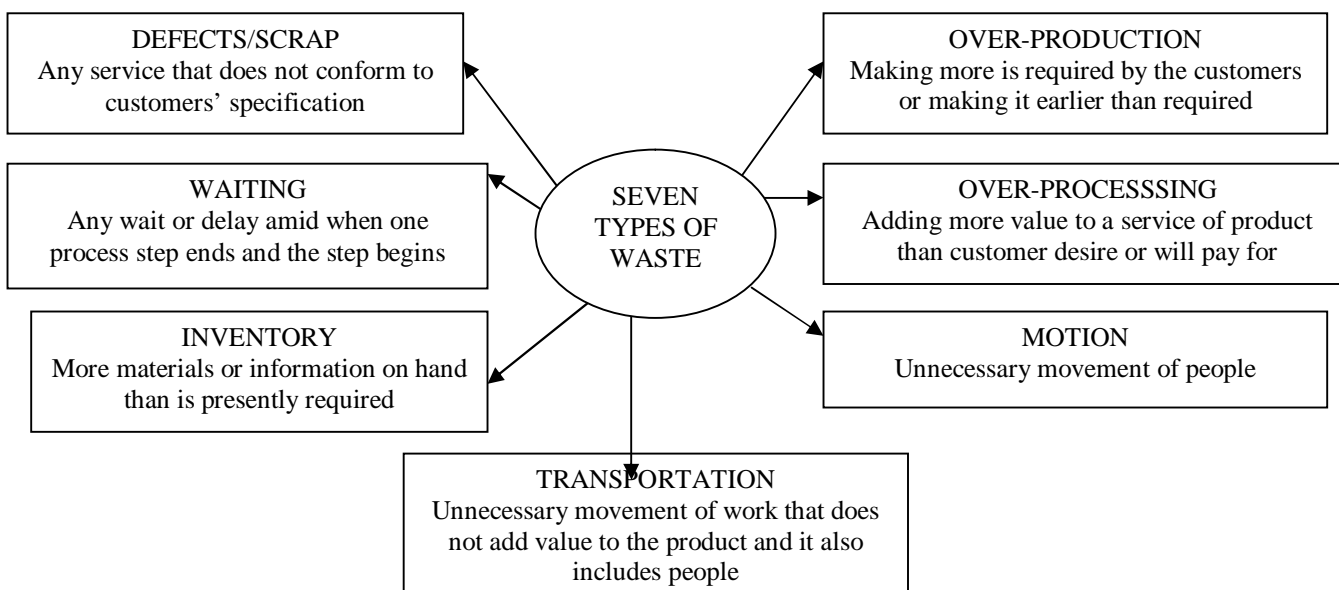 DEFECTS/SCRAP
Any service that does not conform to
customers’ specification
OVER-PRODUCTION
Making more is required by the customers
or making it earlier than required
WAITING
Any wait or delay amid when one
process step ends and the step begins
SEVEN
TYPES OF
WASTE
OVER-PROCESSSING
Adding more value to a service of product
than customer desire or will pay for
INVENTORY
More materials or information on hand
than is presently required
MOTION
Unnecessary movement of people
TRANSPORTATION
Unnecessary movement of work that does
not add value to the product and it also
includes people